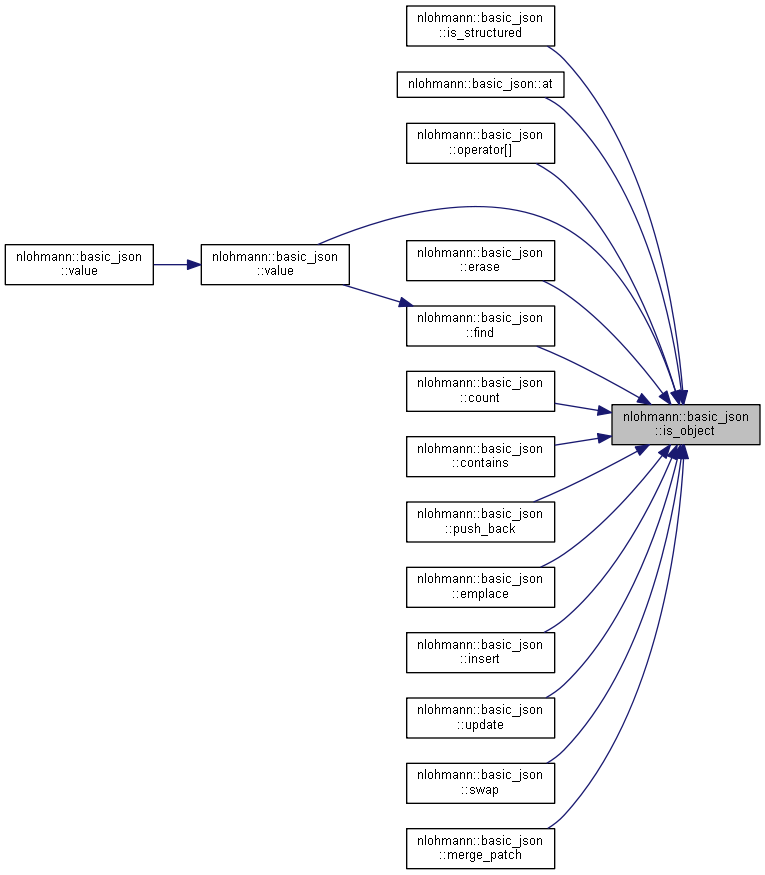 nlohmann::basic_json
::is_structured
nlohmann::basic_json::at
nlohmann::basic_json
::operator[]
nlohmann::basic_json
::value
nlohmann::basic_json
::value
nlohmann::basic_json
::erase
nlohmann::basic_json
::find
nlohmann::basic_json
::count
nlohmann::basic_json
::is_object
nlohmann::basic_json
::contains
nlohmann::basic_json
::push_back
nlohmann::basic_json
::emplace
nlohmann::basic_json
::insert
nlohmann::basic_json
::update
nlohmann::basic_json
::swap
nlohmann::basic_json
::merge_patch